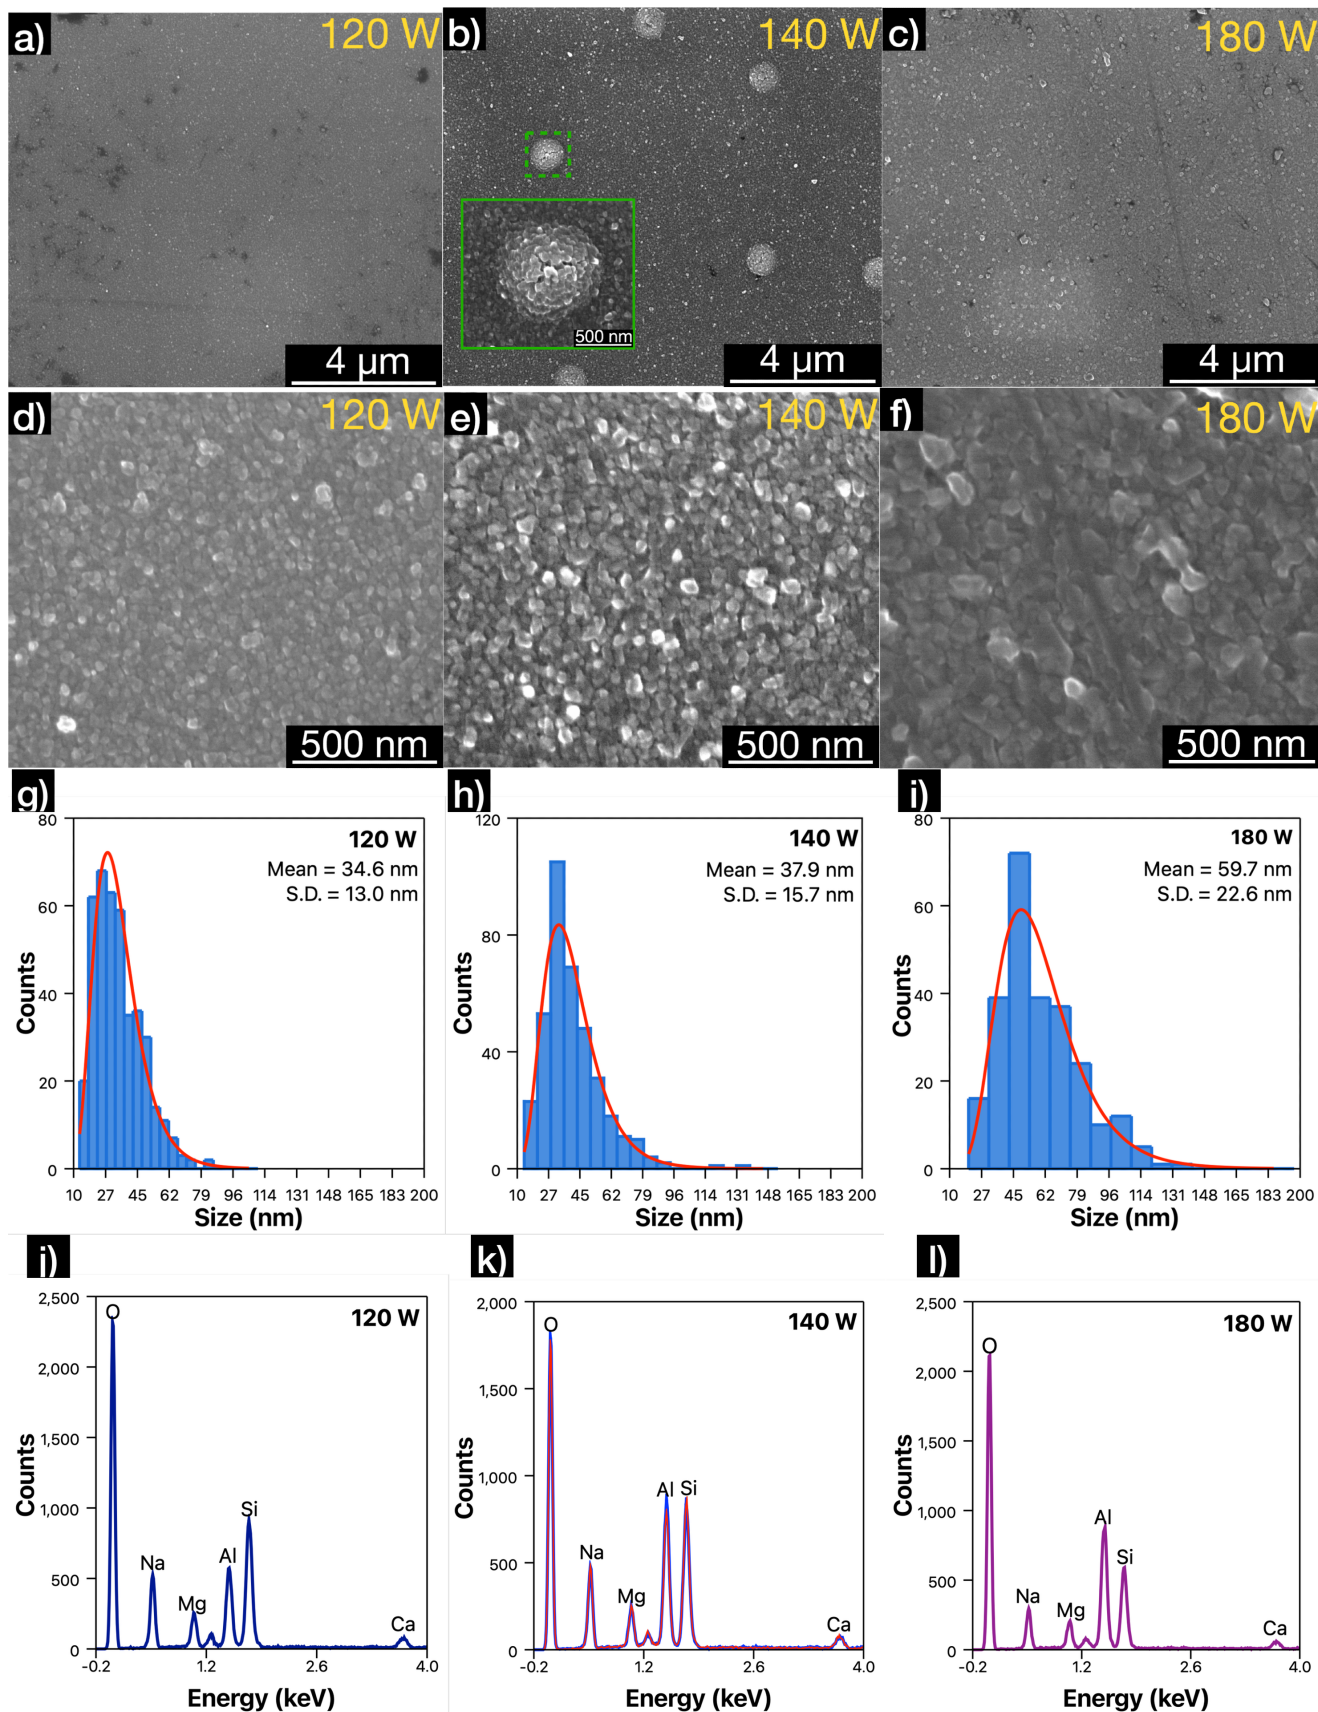 a) 120 W
4 µm
b) 140 W
500 nm
4 µm
c) 180 W
4 µm
d) 120 W
500 nm
e) 140 W
500 nm
f) 180 W
500 nm
g)
120 W
Mean = 34.6 nm
S.D. = 13.0 nm
80
60
40
20
0
Counts
10 27 45 62 79 96 114 131 148 165 183 200
Size (nm)
h)
140 W
Mean = 37.9 nm
S.D. = 15.7 nm
120
80
40
0
Counts
10 27 45 62 79 96 114 131 148 165 183 200
Size (nm)
i)
180 W
Mean = 59.7 nm
S.D. = 22.6 nm
80
60
40
20
0
Counts
10 27 45 62 79 96 114 131 148 165 183 200
Size (nm)
j)
120 W
2,500
2,000
1,500
1,000
500
0
Counts
O
Na
Mg
Al
Si
Ca
-0.2 1.2 2.6 4.0
Energy (keV)
k)
140 W
2,000
1,500
1,000
500
0
Counts
O
Na
Mg
Al
Si
Ca
-0.2 1.2 2.6 4.0
Energy (keV)
l)
180 W
2,500
2,000
1,500
1,000
500
0
Counts
O
Na
Mg
Al
Si
Ca
-0.2 1.2 2.6 4.0
Energy (keV)